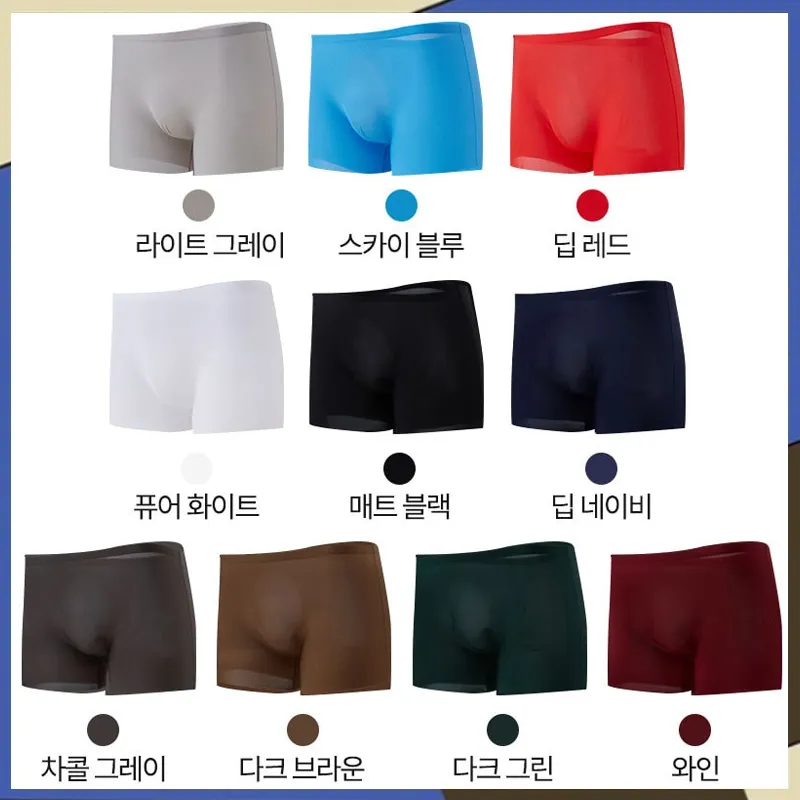 라이트 그레이
스카이 블루
딥 레드
퓨어 화이트
매트 블랙
딥 네이비
차콜 그레이
다크 브라운
다크 그린
와인